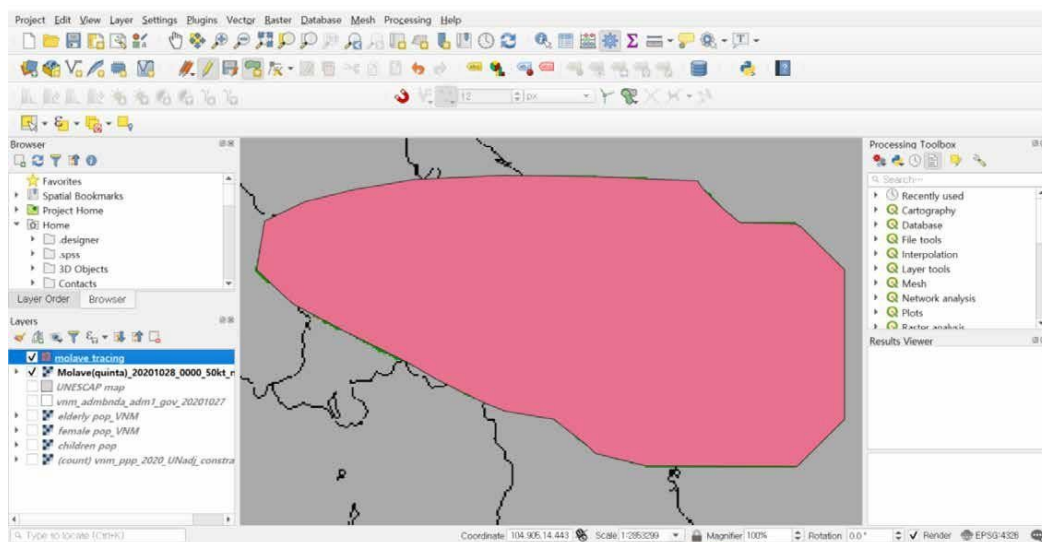 Project Edit View Layer Settings Plugins Vector Raster Database Mesh Processing Help
12 px
Browser
Favorites
Spatial Bookmarks
Project Home
Home
.designer
.spss
3D Objects
Contacts
Layer Order Browser
Layers
molave tracing
Molave(quinta)_20201028_0000_50kt_
UNESCAP map
vnm_admbnda_adm1_gov_20201027
elderly pop_VNM
female pop_VNM
children pop
(count) vnm_ppp_2020_UNadj_constra
Processing Toolbox
Search...
Recently used
Cartography
Database
File tools
Interpolation
Layer tools
Mesh
Network analysis
Plots
Raster analysis
Results Viewer
Type to locate (Ctrl+K) Coordinate 104.905,14.443 Scale 1:2853299 Magnifier 100% Rotation 0.0 ° Render EPSG:4326